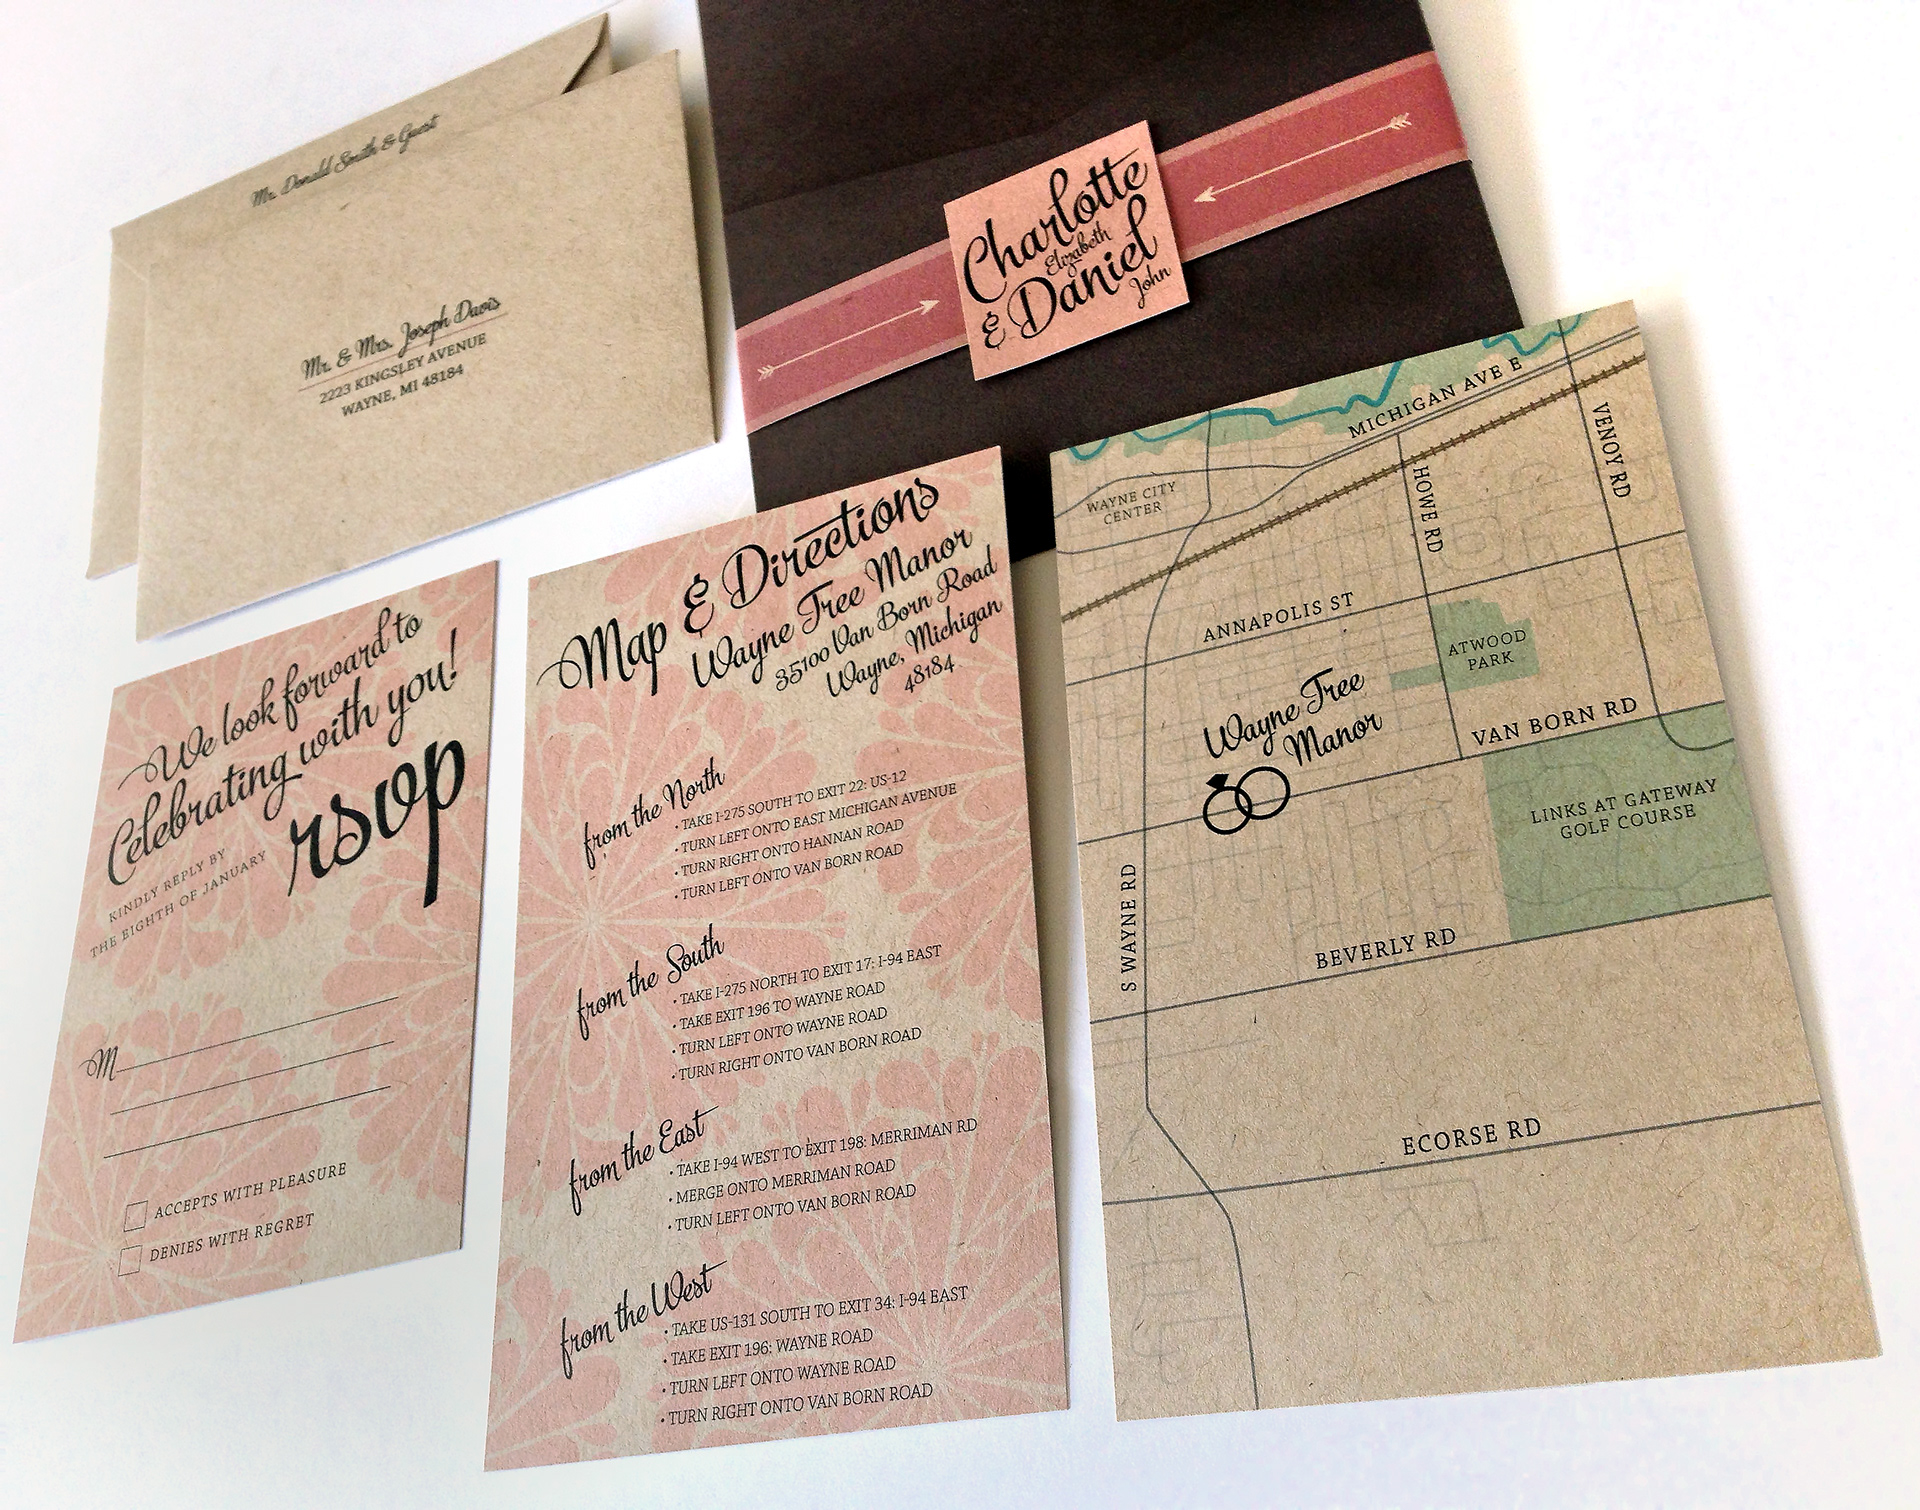 Mr. Donald Smith & Guest
Mr. & Mrs. Joseph Davis
2223 KINGSLEY AVENUE
WAYNE, MI 48184
Charlotte
Elizabeth
& Daniel
John
We look forward to
Celebrating with you!
rsvp
KINDLY REPLY BY
THE EIGHTH OF JANUARY
M
ACCEPTS WITH PLEASURE
DENIES WITH REGRET
Map & Directions
Wayne Tree Manor
35100 Van Born Road
Wayne, Michigan
48184
from the North
• TAKE I-275 SOUTH TO EXIT 22: US-12
• TURN LEFT ONTO EAST MICHIGAN AVENUE
• TURN RIGHT ONTO HANNAN ROAD
• TURN LEFT ONTO VAN BORN ROAD
from the South
• TAKE I-275 NORTH TO EXIT 17: I-94 EAST
• TAKE EXIT 196 TO WAYNE ROAD
• TURN LEFT ONTO WAYNE ROAD
• TURN RIGHT ONTO VAN BORN ROAD
from the East
• TAKE I-94 WEST TO EXIT 198: MERRIMAN RD
• MERGE ONTO MERRIMAN ROAD
• TURN LEFT ONTO VAN BORN ROAD
from the West
• TAKE US-131 SOUTH TO EXIT 34: I-94 EAST
• TAKE EXIT 196: WAYNE ROAD
• TURN LEFT ONTO WAYNE ROAD
• TURN RIGHT ONTO VAN BORN ROAD
MICHIGAN AVE E
VENOY RD
HOWE RD
WAYNE CITY
CENTER
ANNAPOLIS ST
ATWOOD
PARK
Wayne Tree
Manor
VAN BORN RD
LINKS AT GATEWAY
GOLF COURSE
S WAYNE RD
BEVERLY RD
ECORSE RD